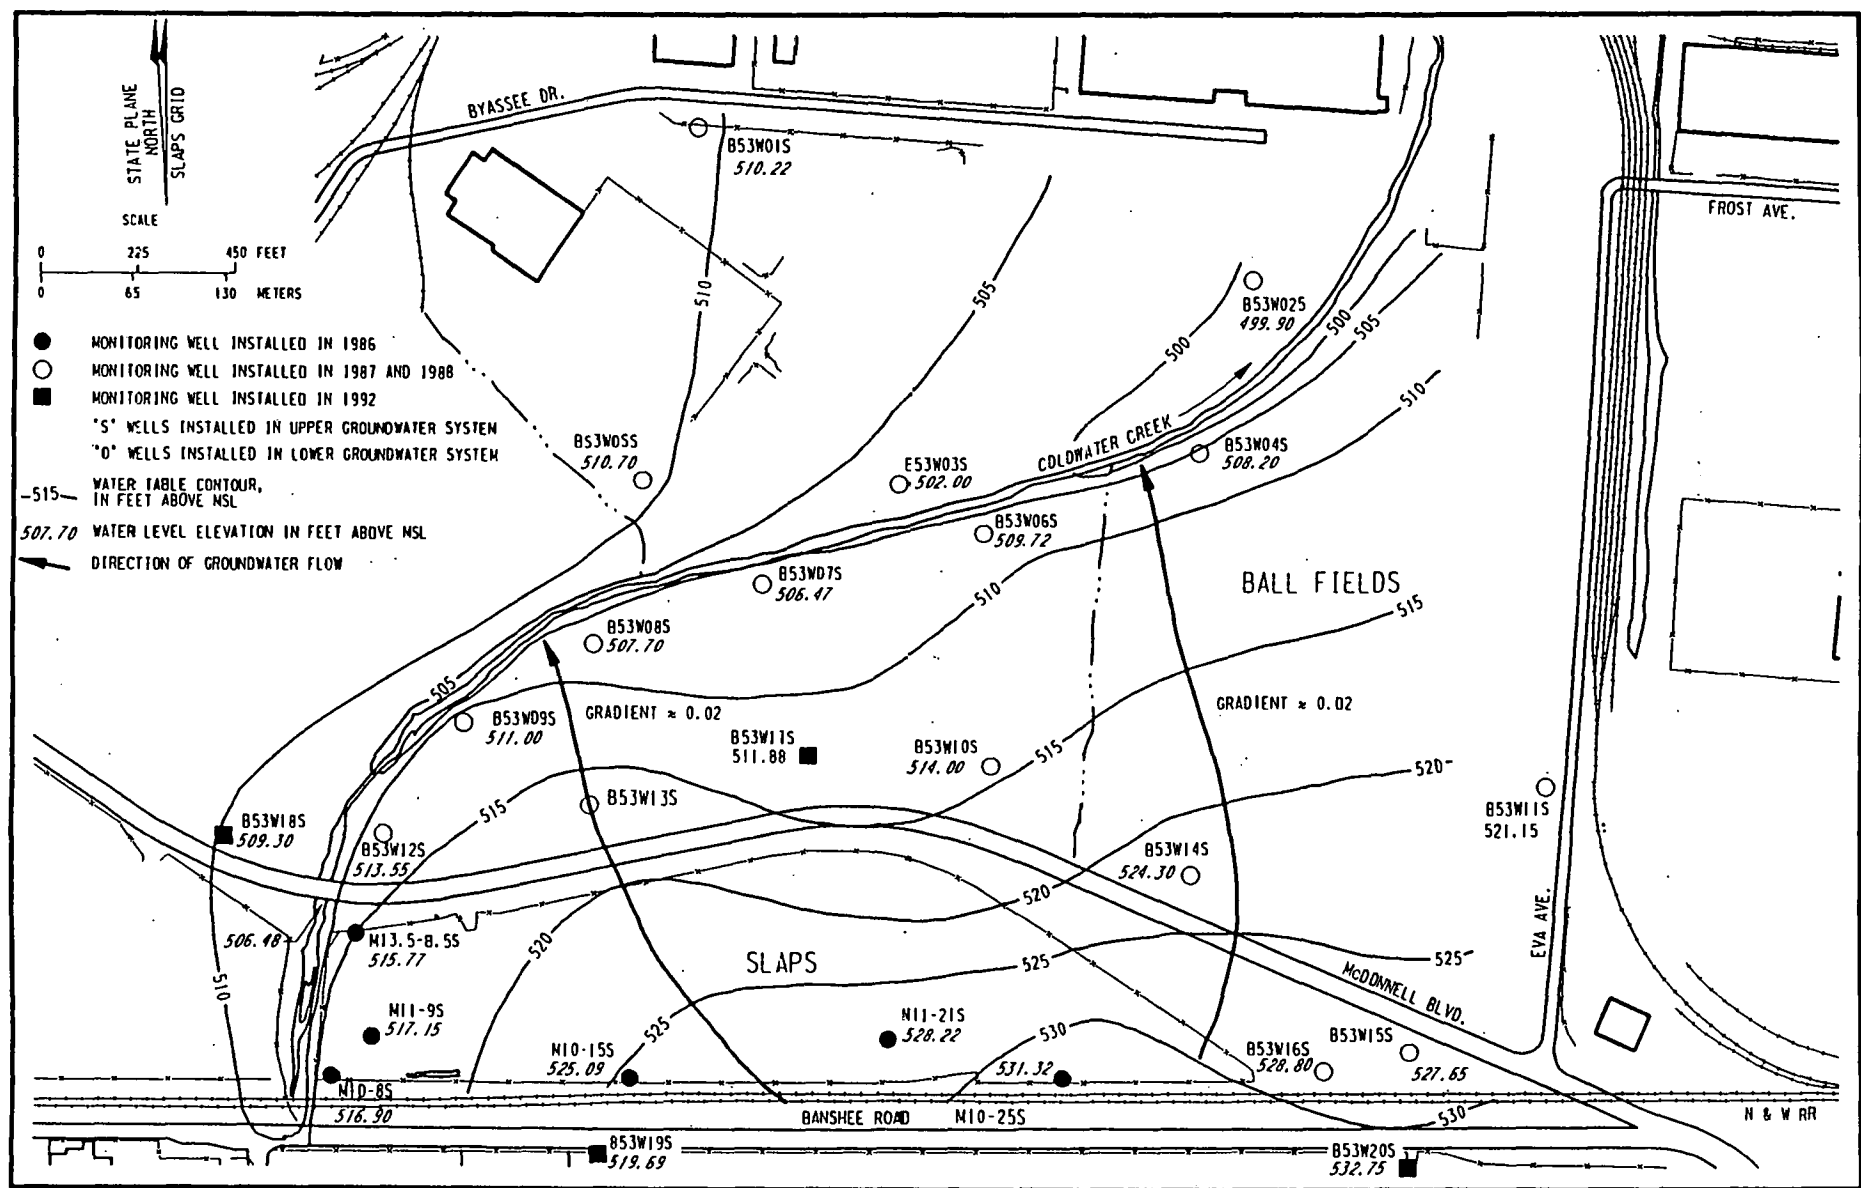 STATE PLANE
NORTH
SLAPS GRID
SCALE
0 225 450 FEET
0 65 130 METERS
MONITORING WELL INSTALLED IN 1986
MONITORING WELL INSTALLED IN 1987 AND 1988
MONITORING WELL INSTALLED IN 1992
"S" WELLS INSTALLED IN UPPER GROUNDWATER SYSTEM
"D" WELLS INSTALLED IN LOWER GROUNDWATER SYSTEM
-515- WATER TABLE CONTOUR,
IN FEET ABOVE MSL
507.70 WATER LEVEL ELEVATION IN FEET ABOVE MSL
DIRECTION OF GROUNDWATER FLOW
BYASSEE DR.
B53W01S
510.22
FROST AVE.
510
505
B53W02S
499.90
500
500
505
510
COLDWATER CREEK
B53W05S
510.70
E53W03S
502.00
B53W04S
508.20
B53W06S
509.72
B53W07S
506.47
510
BALL FIELDS
515
B53W08S
507.70
505
B53W09S
511.00
GRADIENT ≈ 0.02
GRADIENT ≈ 0.02
B53W17S
511.88
B53W10S
514.00
515
520
B53W13S
515
B53W11S
521.15
B53W18S
509.30
B53W12S
513.55
B53W14S
524.30
520
EVA AVE.
506.48
M13.5-8.5S
515.77
520
SLAPS
525
525
McDONNELL BLVD.
510
M11-9S
517.15
525
N11-21S
528.22
530
M10-15S
525.09
531.32
B53W16S
528.80
B53W15S
527.65
M10-8S
516.90
BANSHEE ROAD
M10-25S
530
N & W RR
B53W19S
519.69
B53W20S
532.75